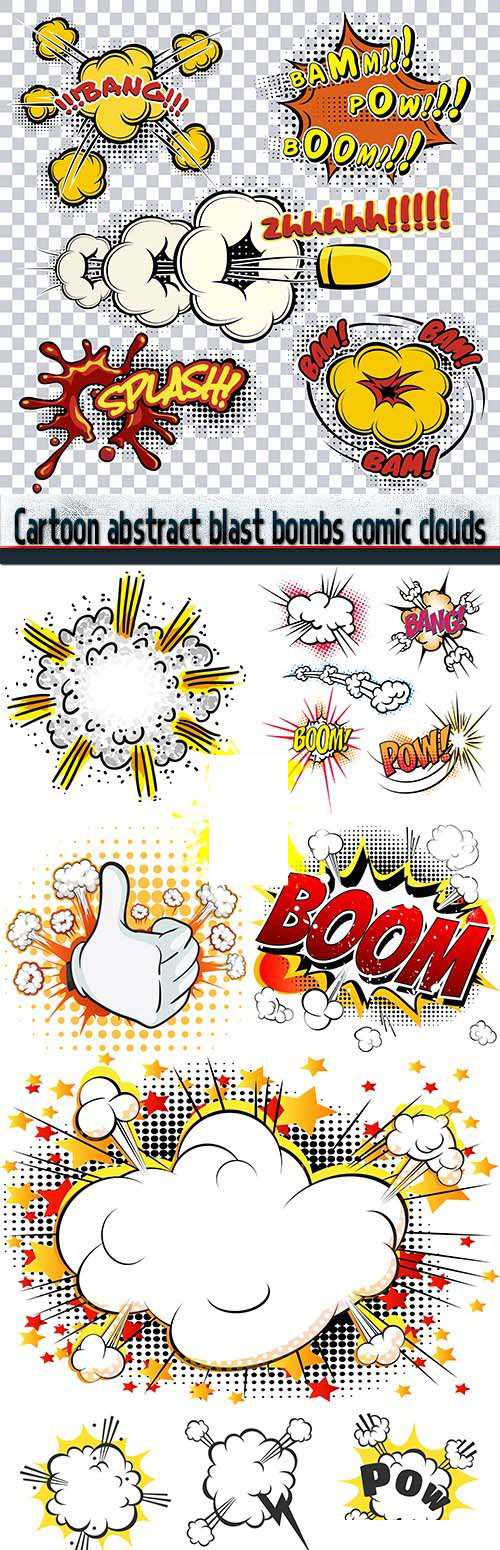 !!!BANG!!!
BAMM!!!
POW!!!
BOOM!!!
zhhhhh!!!!!
SPLASH!
BAM!
BAM!
BAM!
Cartoon abstract blast bombs comic clouds
BANG!
BOOM!
POW!
BOOM
POW